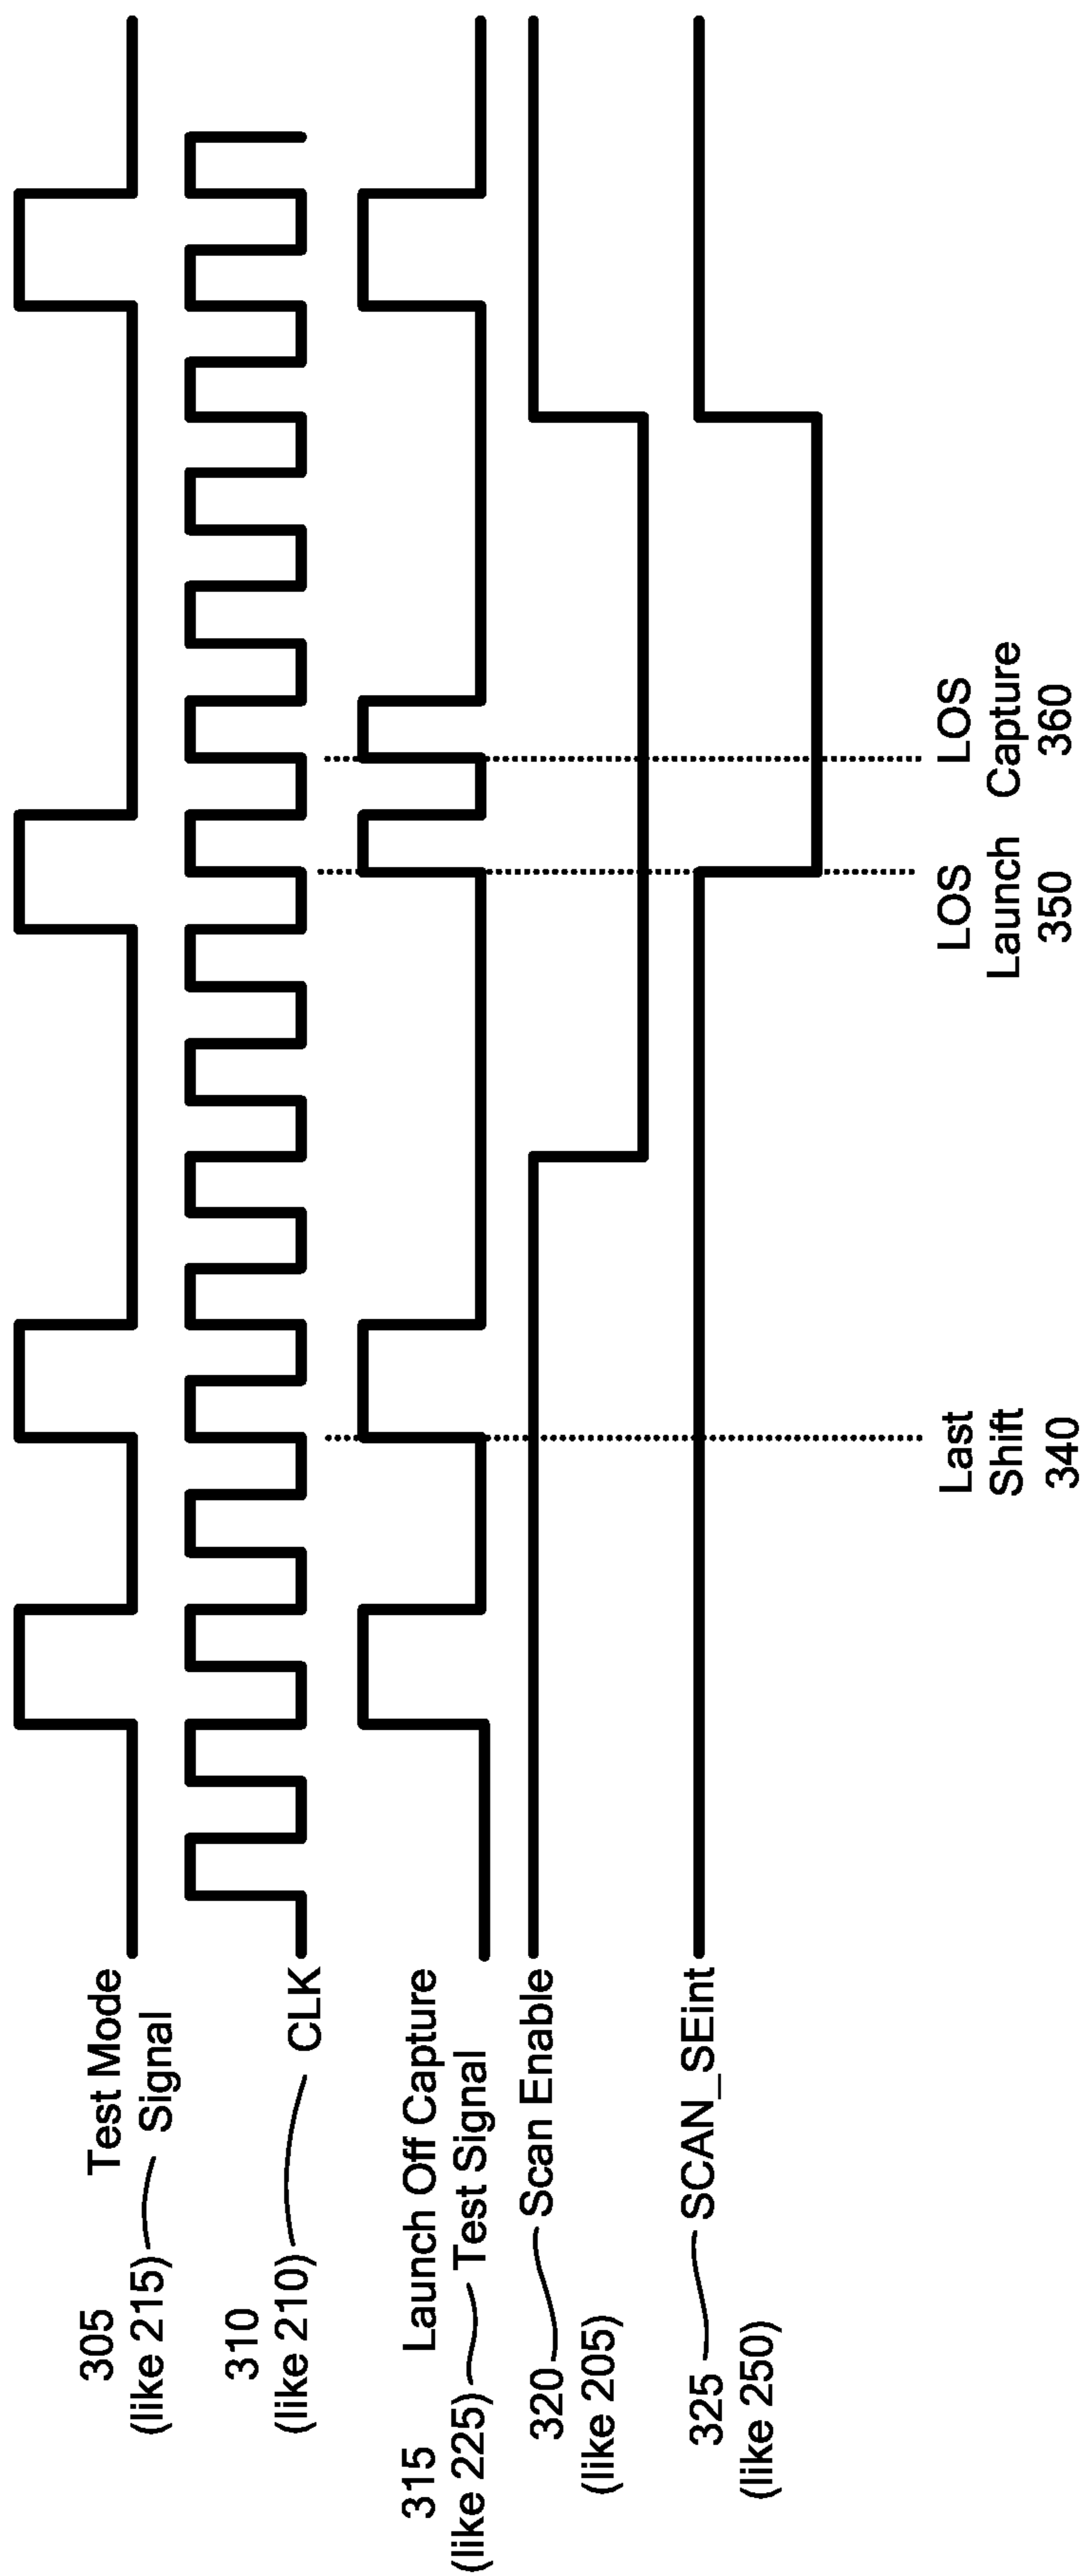 Test Mode
Signal
305
(like 215)
CLK
310
(like 210)
Launch Off Capture
Test Signal
315
(like 225)
Scan Enable
320
(like 205)
SCAN_SEint
325
(like 250)
Last
Shift
340
LOS
Launch
350
LOS
Capture
360